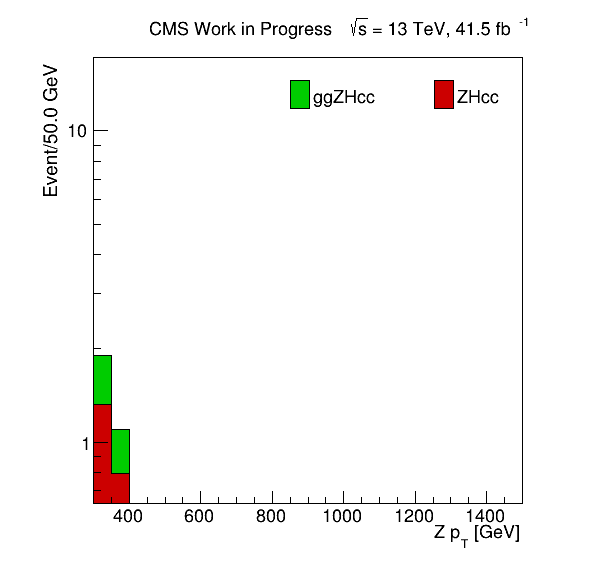 CMS Work in Progress √s = 13 TeV, 41.5 fb⁻¹
Event/50.0 GeV
ggZHcc ZHcc
10
1
400 600 800 1000 1200 1400
Z p_T [GeV]